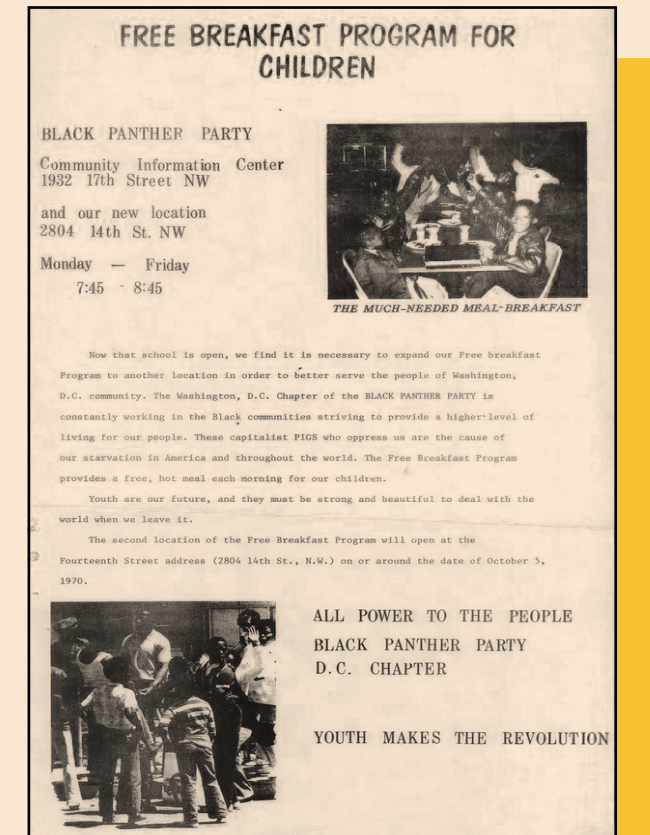 FREE BREAKFAST PROGRAM FOR
CHILDREN
BLACK PANTHER PARTY
Community Information Center
1932 17th Street NW
and our new location
2804 14th St. NW
Monday — Friday
7:45 - 8:45
THE MUCH-NEEDED MEAL-BREAKFAST
Now that school is open, we find it is necessary to expand our Free breakfast
Program to another location in order to better serve the people of Washington,
D.C. community. The Washington, D.C. Chapter of the BLACK PANTHER PARTY is
constantly working in the Black communities striving to provide a higher-level of
living for our people. These capitalist PIGS who oppress us are the cause of
our starvation in America and throughout the world. The Free Breakfast Program
provides a free, hot meal each morning for our children.
Youth are our future, and they must be strong and beautiful to deal with the
world when we leave it.
The second location of the Free Breakfast Program will open at the
Fourteenth Street address (2804 14th St., N.W.) on or around the date of October 5,
1970.
ALL POWER TO THE PEOPLE
BLACK PANTHER PARTY
D.C. CHAPTER
YOUTH MAKES THE REVOLUTION